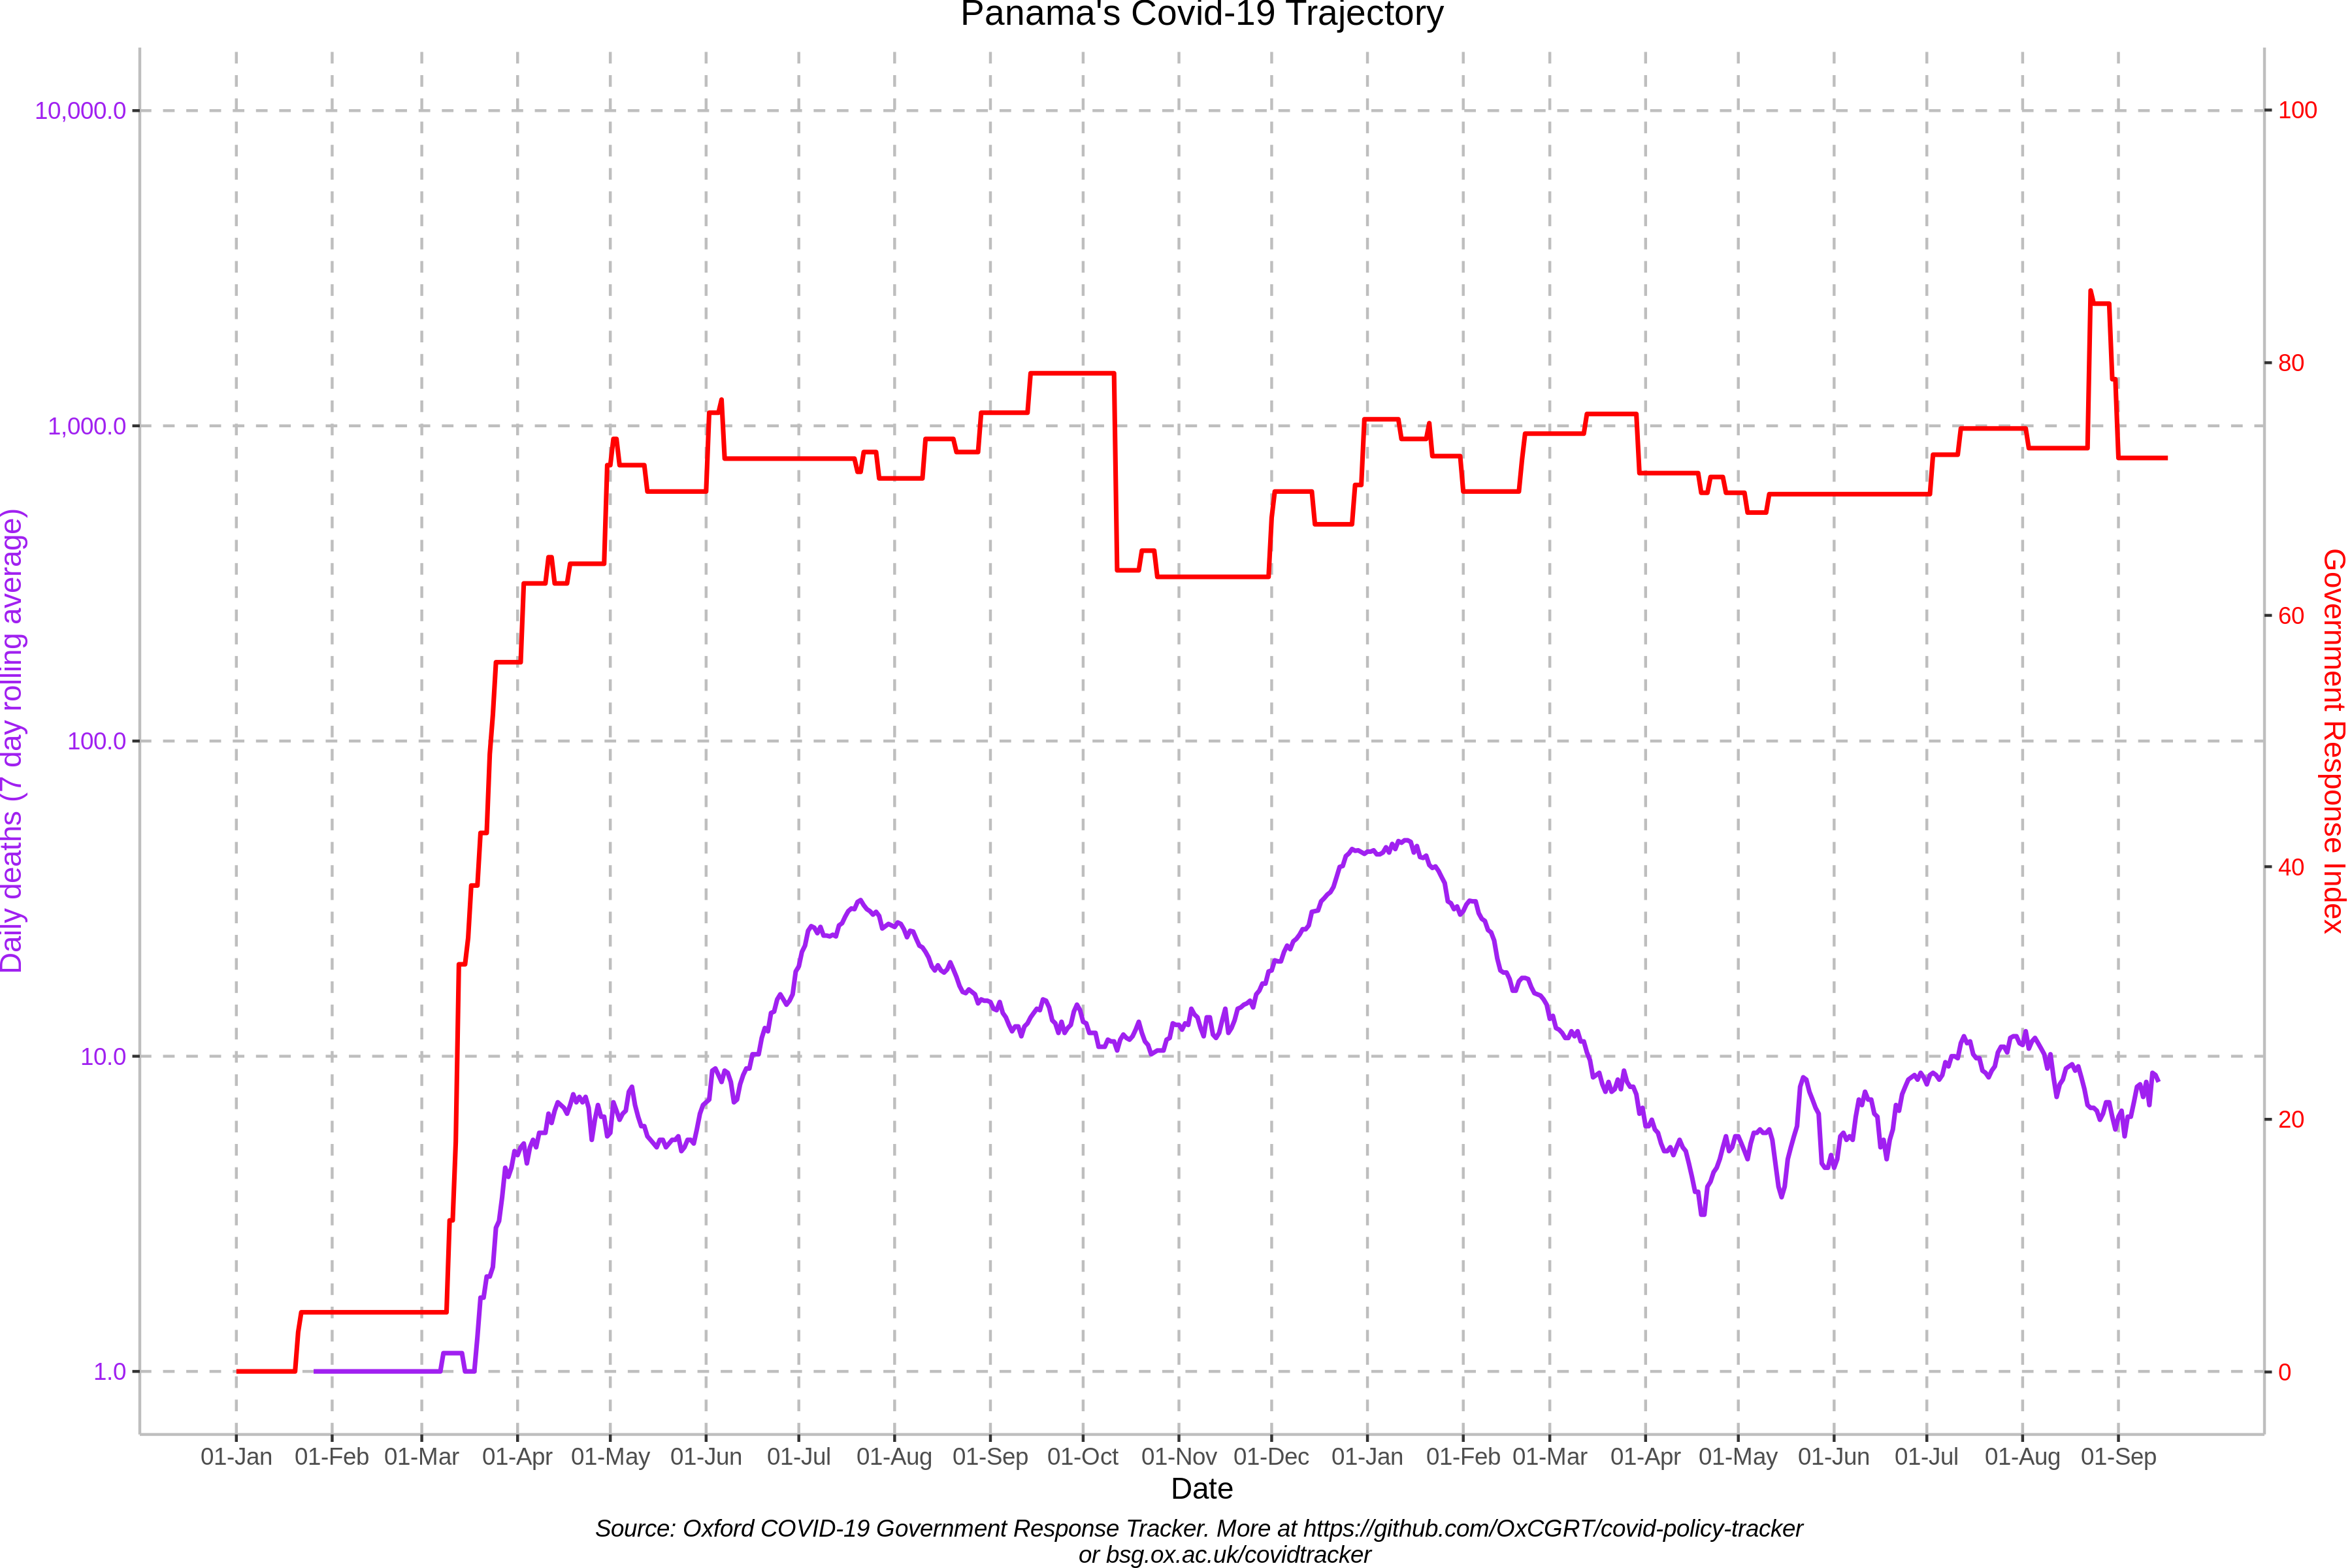 Panama's Covid-19 Trajectory
10,000.0
1,000.0
100.0
10.0
1.0
Daily deaths (7 day rolling average)
100
80
60
40
20
0
Government Response Index
01-Jan 01-Feb 01-Mar 01-Apr 01-May 01-Jun 01-Jul 01-Aug 01-Sep 01-Oct 01-Nov 01-Dec 01-Jan 01-Feb 01-Mar 01-Apr 01-May 01-Jun 01-Jul 01-Aug 01-Sep
Date
Source: Oxford COVID-19 Government Response Tracker. More at https://github.com/OxCGRT/covid-policy-tracker
or bsg.ox.ac.uk/covidtracker